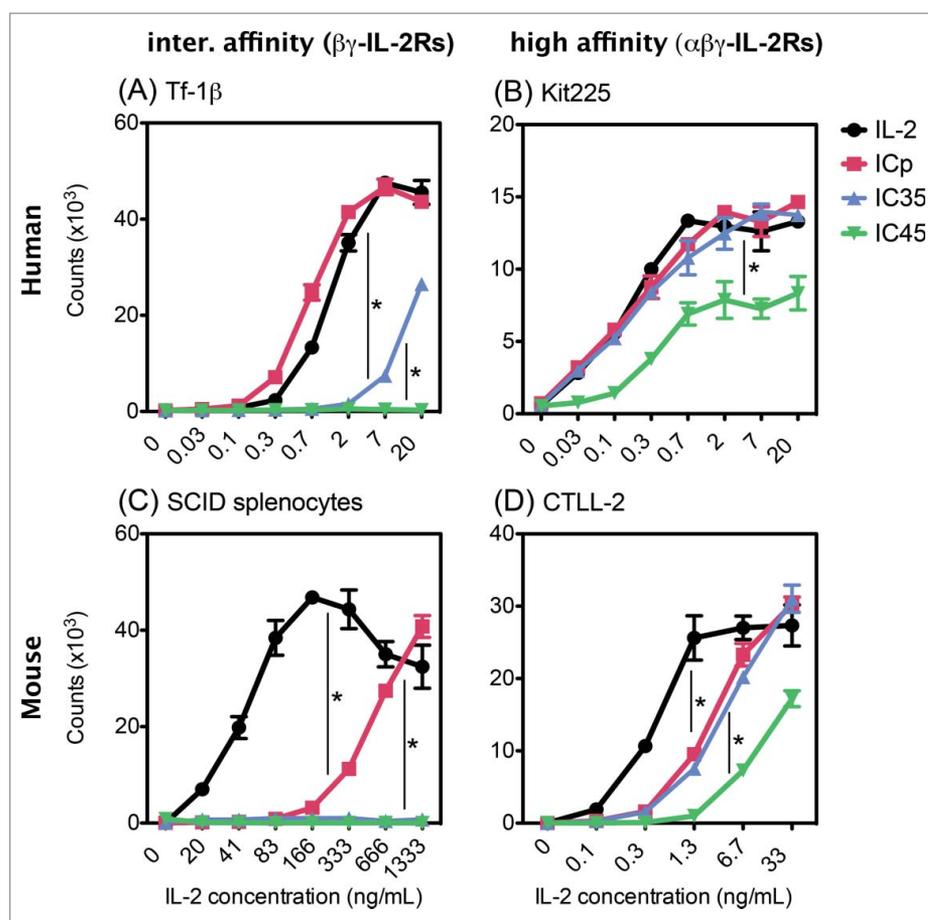 inter. affinity (βγ-IL-2Rs)
high affinity (αβγ-IL-2Rs)
Human
(A) Tf-1β
Counts (x10³)
60
40
20
0
0 0.03 0.1 0.3 0.7 2 7 20
*
*
(B) Kit225
20
15
10
5
0
0 0.03 0.1 0.3 0.7 2 7 20
*
IL-2
ICp
IC35
IC45
Mouse
(C) SCID splenocytes
Counts (x10³)
60
40
20
0
0 20 41 83 166 333 666 1333
*
*
IL-2 concentration (ng/mL)
(D) CTLL-2
40
30
20
10
0
0 0.1 0.3 1.3 6.7 33
*
*
IL-2 concentration (ng/mL)